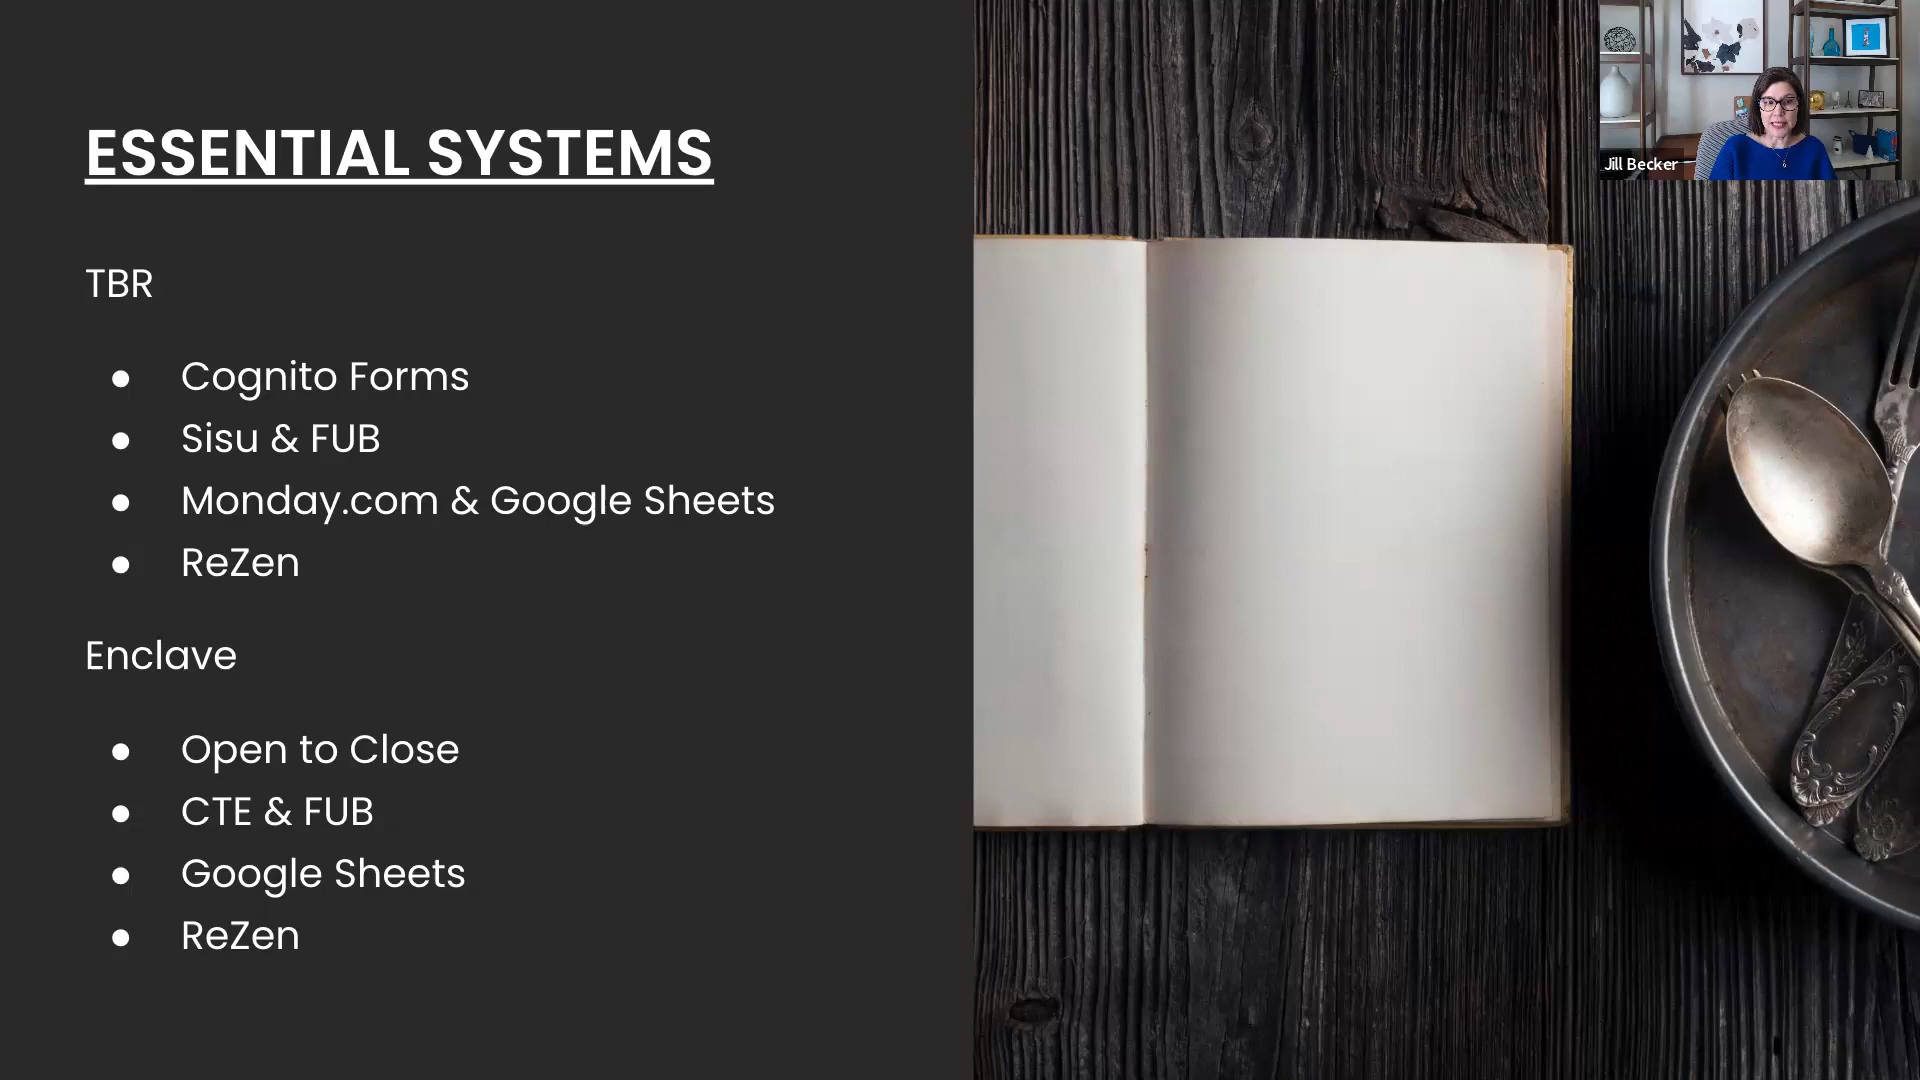 ESSENTIAL SYSTEMS
TBR
● Cognito Forms
● Sisu & FUB
● Monday.com & Google Sheets
● ReZen
Enclave
● Open to Close
● CTE & FUB
● Google Sheets
● ReZen
Jill Becker